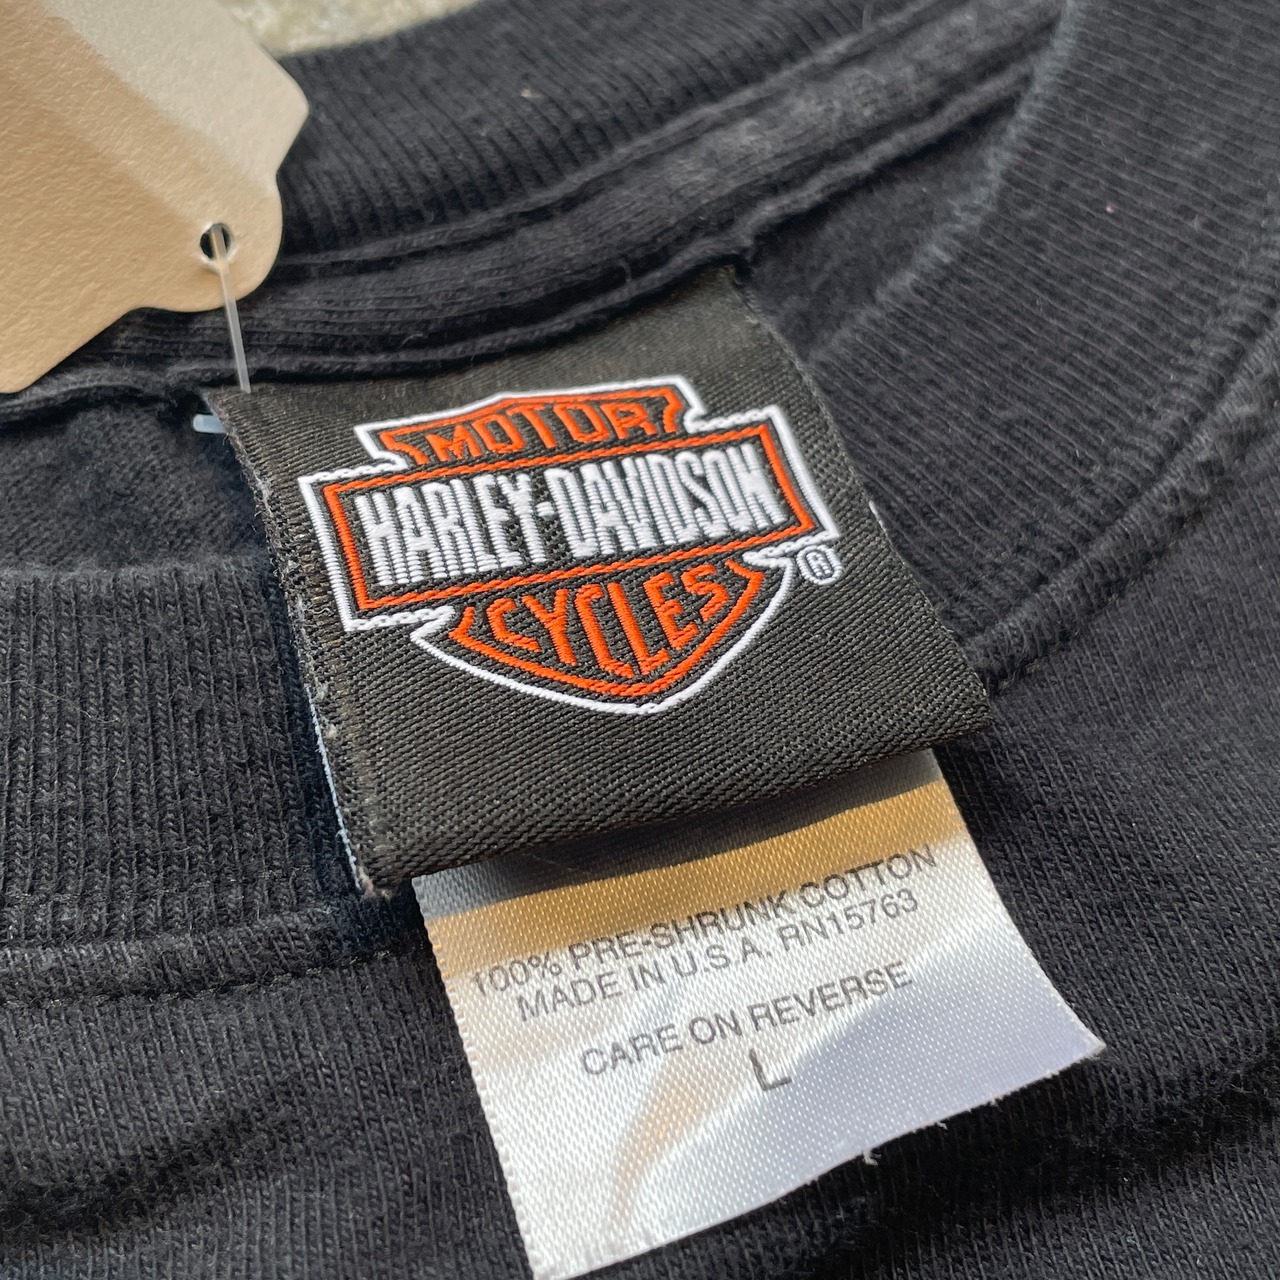 MOTOR
HARLEY-DAVIDSON
®
CYCLES
100% PRE-SHRUNK COTTON
MADE IN U.S.A. RN15763
CARE ON REVERSE
L